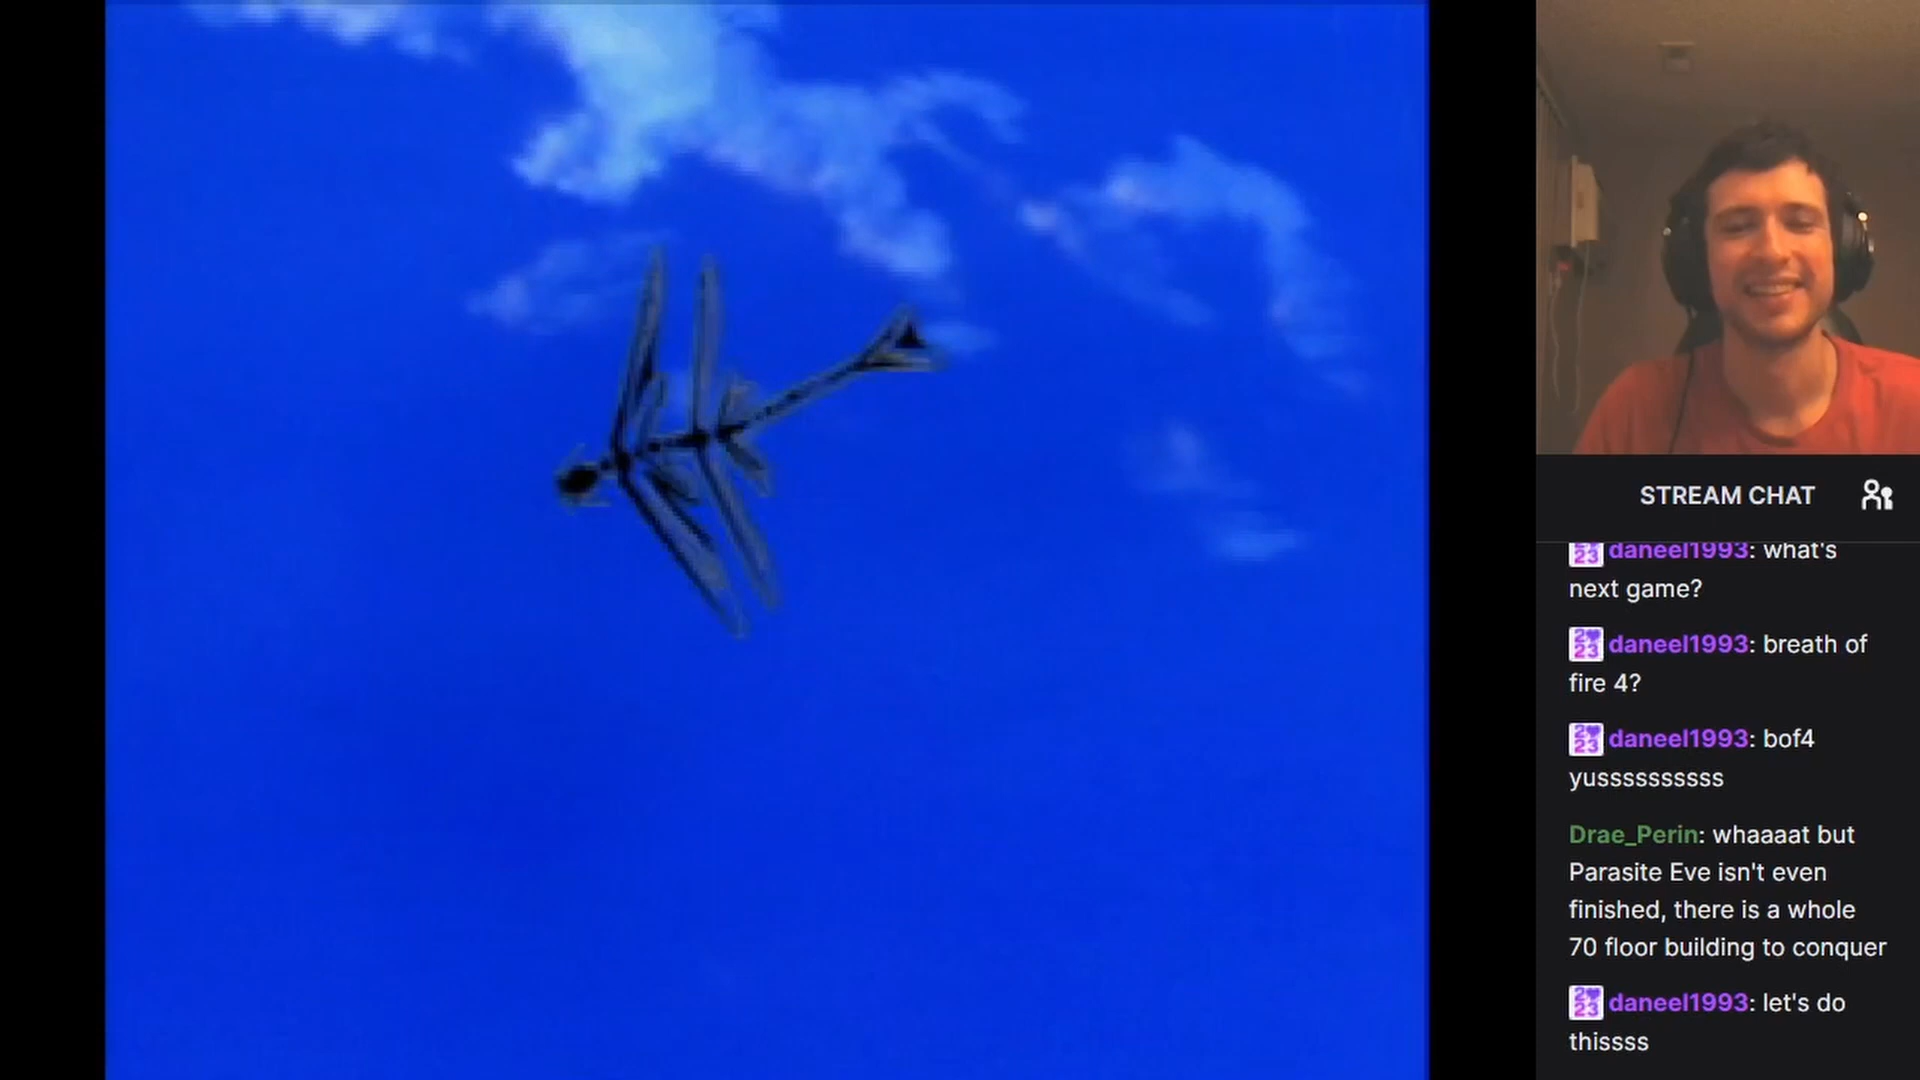 STREAM CHAT
daneel1993: what's
next game?
daneel1993: breath of
fire 4?
daneel1993: bof4
yussssssssss
Drae_Perin: whaaaat but
Parasite Eve isn't even
finished, there is a whole
70 floor building to conquer
daneel1993: let's do
thissss